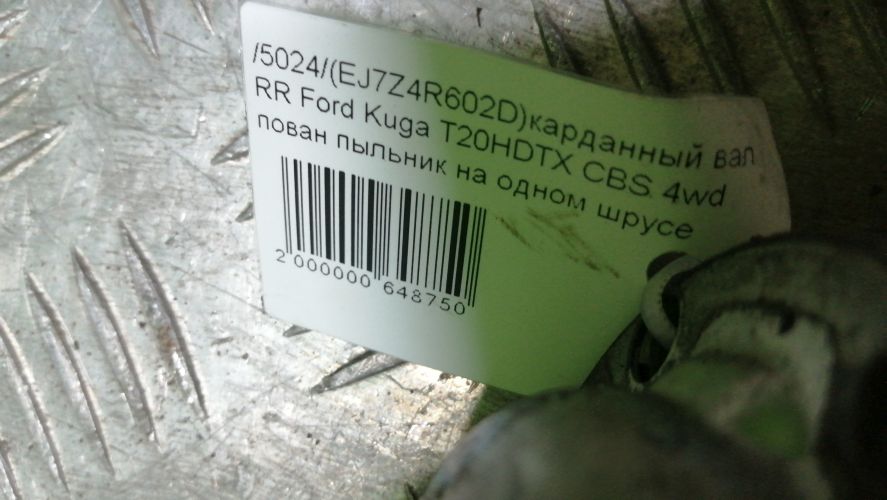 /5024/(EJ7Z4R602D)карданный вал
RR Ford Kuga T20HDTX CBS 4wd
пован пыльник на одном шрусе
2 000000 648750